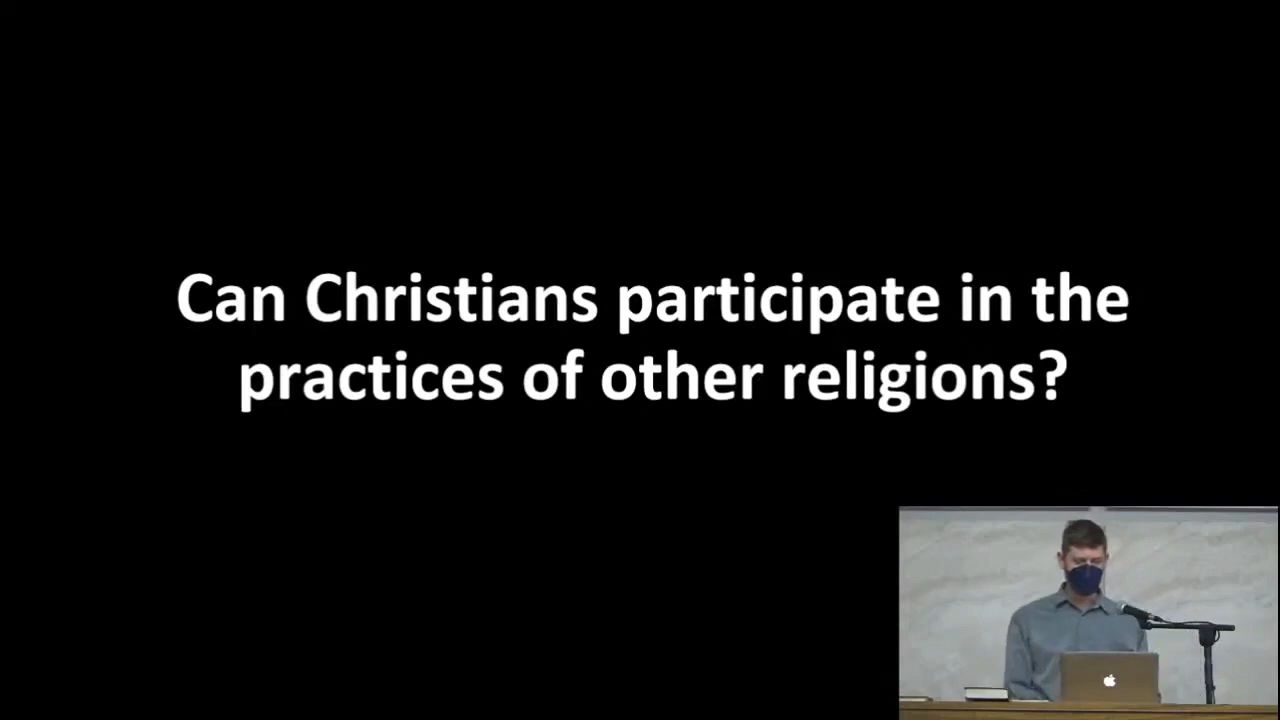 Can Christians participate in the
practices of other religions?